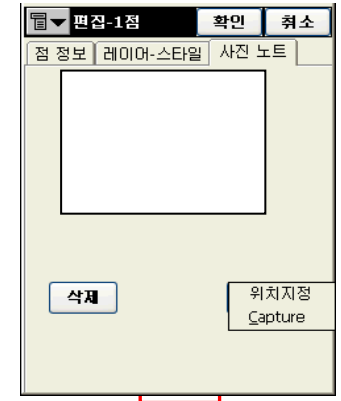 편집-1점 확인 취소
점 정보 레이어-스타일 사진 노트
삭제
위치지정
Capture